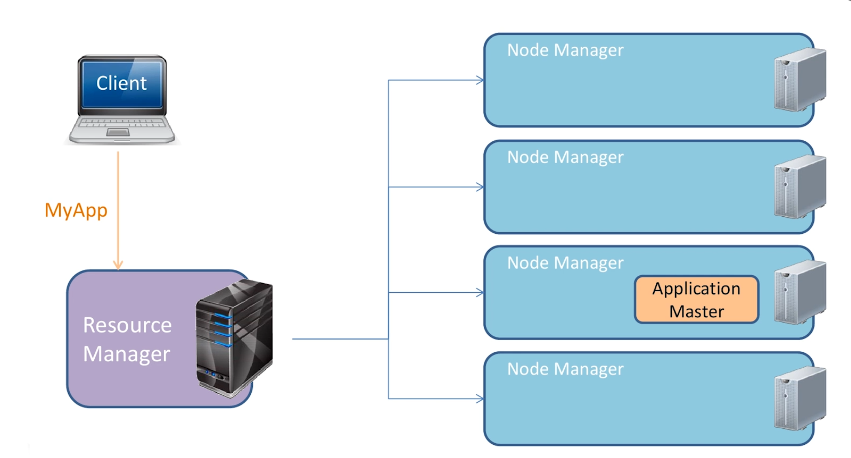 Client
MyApp
Resource
Manager
Node Manager
Node Manager
Node Manager
Application
Master
Node Manager